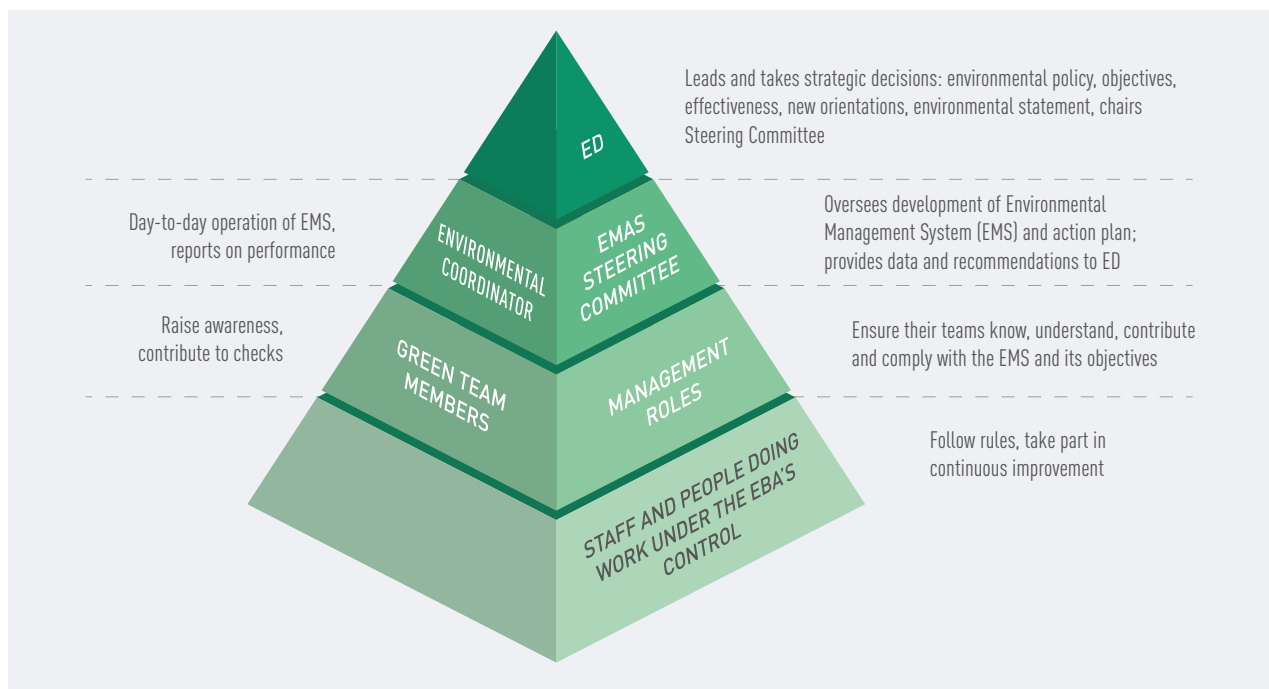 Leads and takes strategic decisions: environmental policy, objectives,
effectiveness, new orientations, environmental statement, chairs
Steering Committee
ED
Day-to-day operation of EMS,
reports on performance
ENVIRONMENTAL
COORDINATOR
EMAS
STEERING
COMMITTEE
Oversees development of Environmental
Management System (EMS) and action plan;
provides data and recommendations to ED
Raise awareness,
contribute to checks
GREEN TEAM
MEMBERS
MANAGEMENT
ROLES
Ensure their teams know, understand, contribute
and comply with the EMS and its objectives
STAFF AND PEOPLE DOING
WORK UNDER THE EBA'S
CONTROL
Follow rules, take part in
continuous improvement